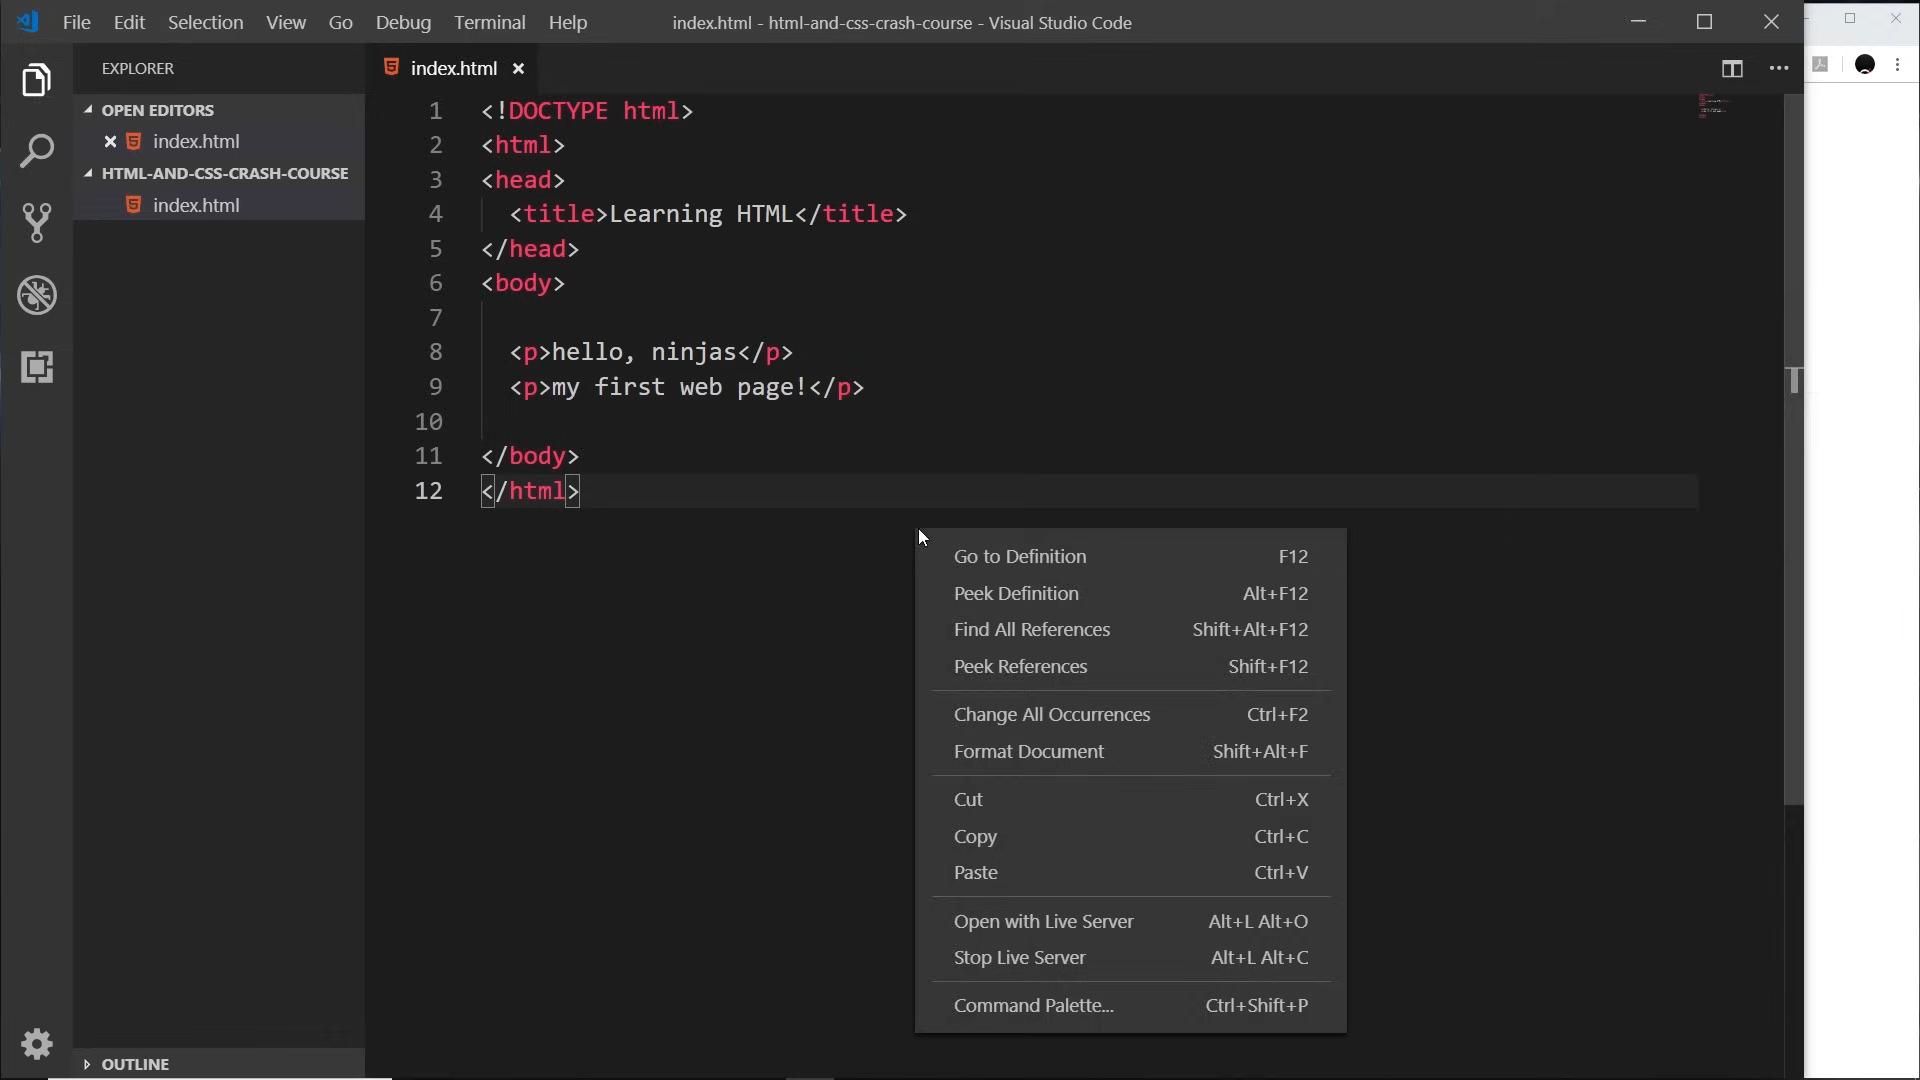 File Edit Selection View Go Debug Terminal Help index.html - html-and-css-crash-course - Visual Studio Code
EXPLORER
OPEN EDITORS
index.html
HTML-AND-CSS-CRASH-COURSE
index.html
OUTLINE
index.html
1 <!DOCTYPE html>
2 <html>
3 <head>
4 <title>Learning HTML</title>
5 </head>
6 <body>
7
8 <p>hello, ninjas</p>
9 <p>my first web page!</p>
10
11 </body>
12 </html>
Go to Definition F12
Peek Definition Alt+F12
Find All References Shift+Alt+F12
Peek References Shift+F12
Change All Occurrences Ctrl+F2
Format Document Shift+Alt+F
Cut Ctrl+X
Copy Ctrl+C
Paste Ctrl+V
Open with Live Server Alt+L Alt+O
Stop Live Server Alt+L Alt+C
Command Palette... Ctrl+Shift+P